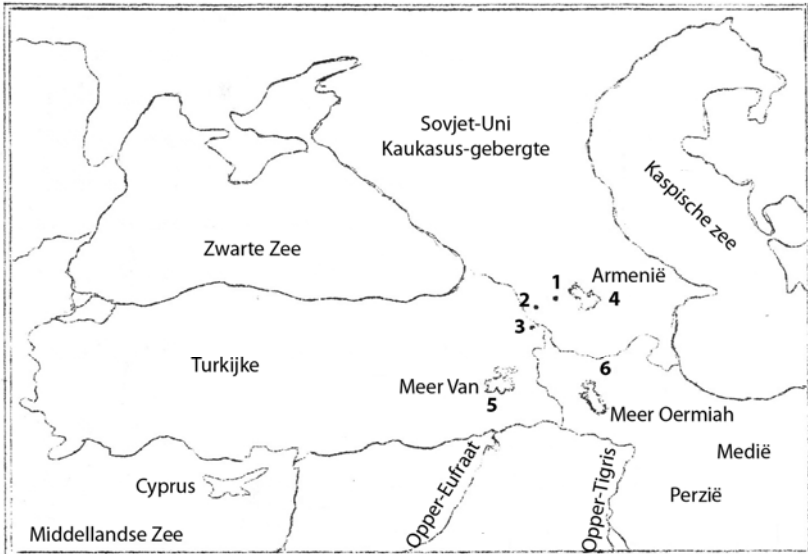 Sovjet-Uni
Kaukasus-gebergte
Kaspische zee
Zwarte Zee
1
Armenië
2
4
3
Turkijke
6
Meer Van
5
Meer Oermiah
Opper-Eufraat
Opper-Tigris
Medië
Cyprus
Perzië
Middellandse Zee